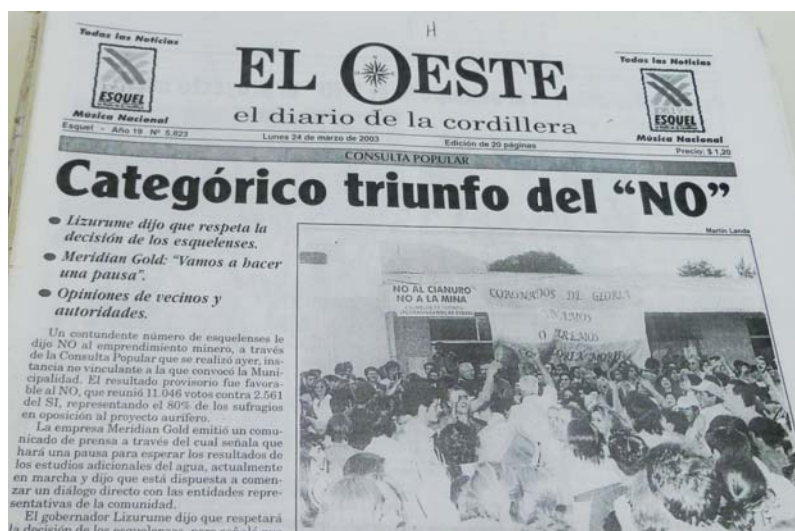 H
Todas las Noticias
ESQUEL
Música Nacional
EL OESTE
el diario de la cordillera
Todas las Noticias
ESQUEL
Música Nacional
Esquel - Año 19 Nº 5.823
Lunes 24 de marzo de 2003
Edición de 20 páginas
Precio: $ 1,20
CONSULTA POPULAR
Categórico triunfo del “NO”
Martín Landa
● Lizurume dijo que respeta la
decisión de los esquelenses.
● Meridian Gold: “Vamos a hacer
una pausa”.
● Opiniones de vecinos y
autoridades.
Un contundente número de esquelenses le
dijo NO al emprendimiento minero, a través
de la Consulta Popular que se realizó ayer, ins-
tancia no vinculante a la que convocó la Muni-
cipalidad. El resultado provisorio fue favora-
ble al NO, que reunió 11.046 votos contra 2.561
del SI, representando el 80% de los sufragios
en oposición al proyecto aurífero.
La empresa Meridian Gold emitió un comu-
nicado de prensa a través del cual señala que
hará una pausa para esperar los resultados de
los estudios adicionales del agua, actualmente
en marcha y dijo que está dispuesta a comen-
zar un diálogo directo con las entidades repre-
sentativas de la comunidad.
El gobernador Lizurume dijo que respetará
la decisión de los esquelenses, pero señaló
NO AL CIANURO
NO A LA MINA
CORONADOS DE GLORIA